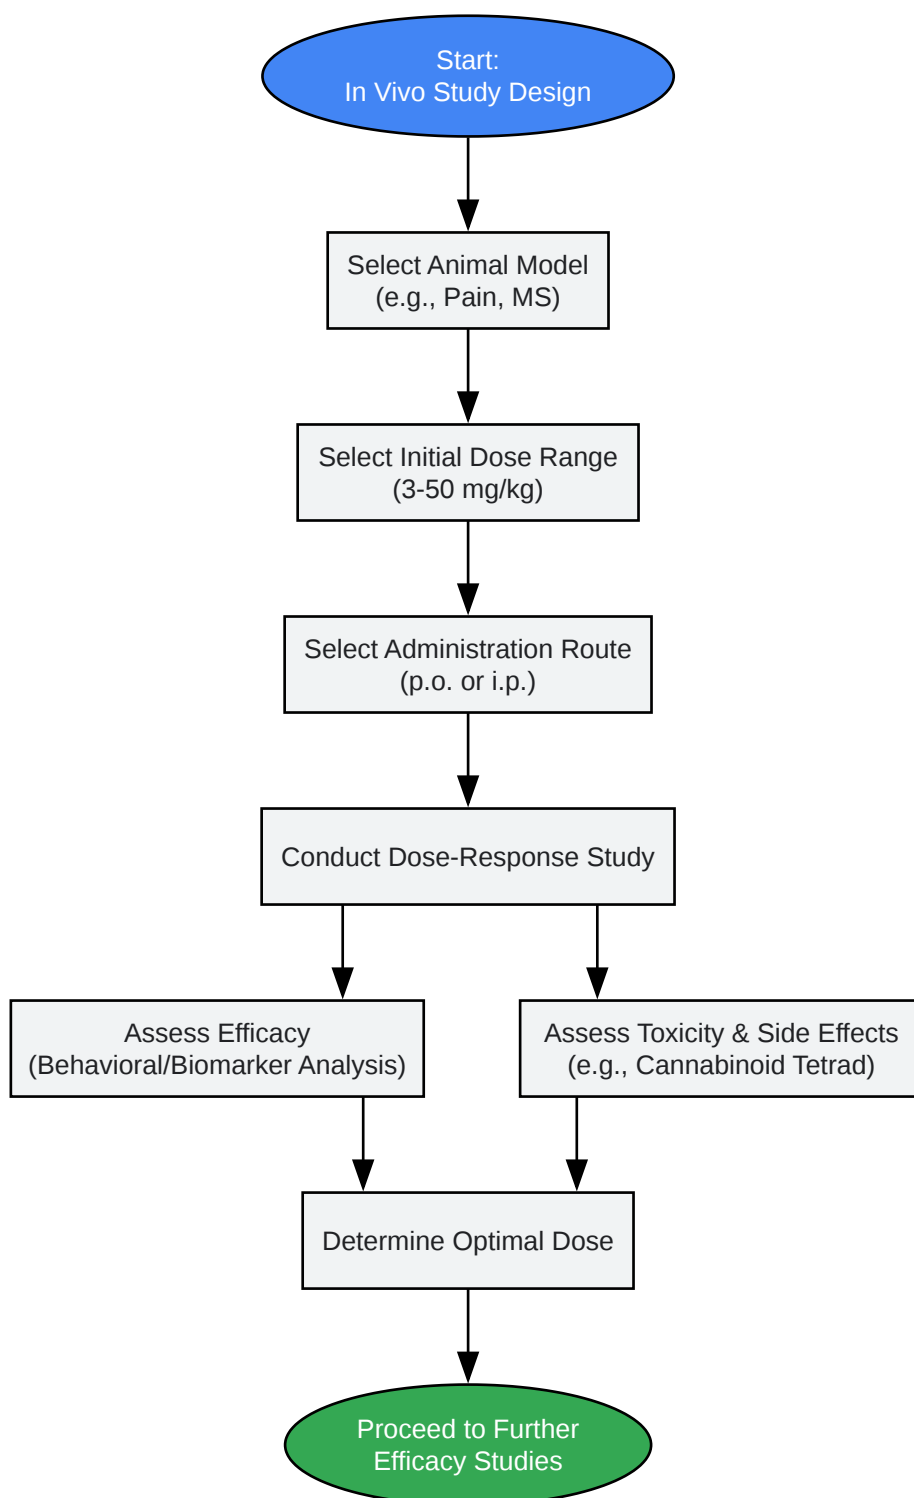 Start:
In Vivo Study Design
Select Animal Model
(e.g., Pain, MS)
Select Initial Dose Range
(3-50 mg/kg)
Select Administration Route
(p.o. or i.p.)
Conduct Dose-Response Study
Assess Efficacy
(Behavioral/Biomarker Analysis)
Assess Toxicity & Side Effects
(e.g., Cannabinoid Tetrad)
Determine Optimal Dose
Proceed to Further
Efficacy Studies